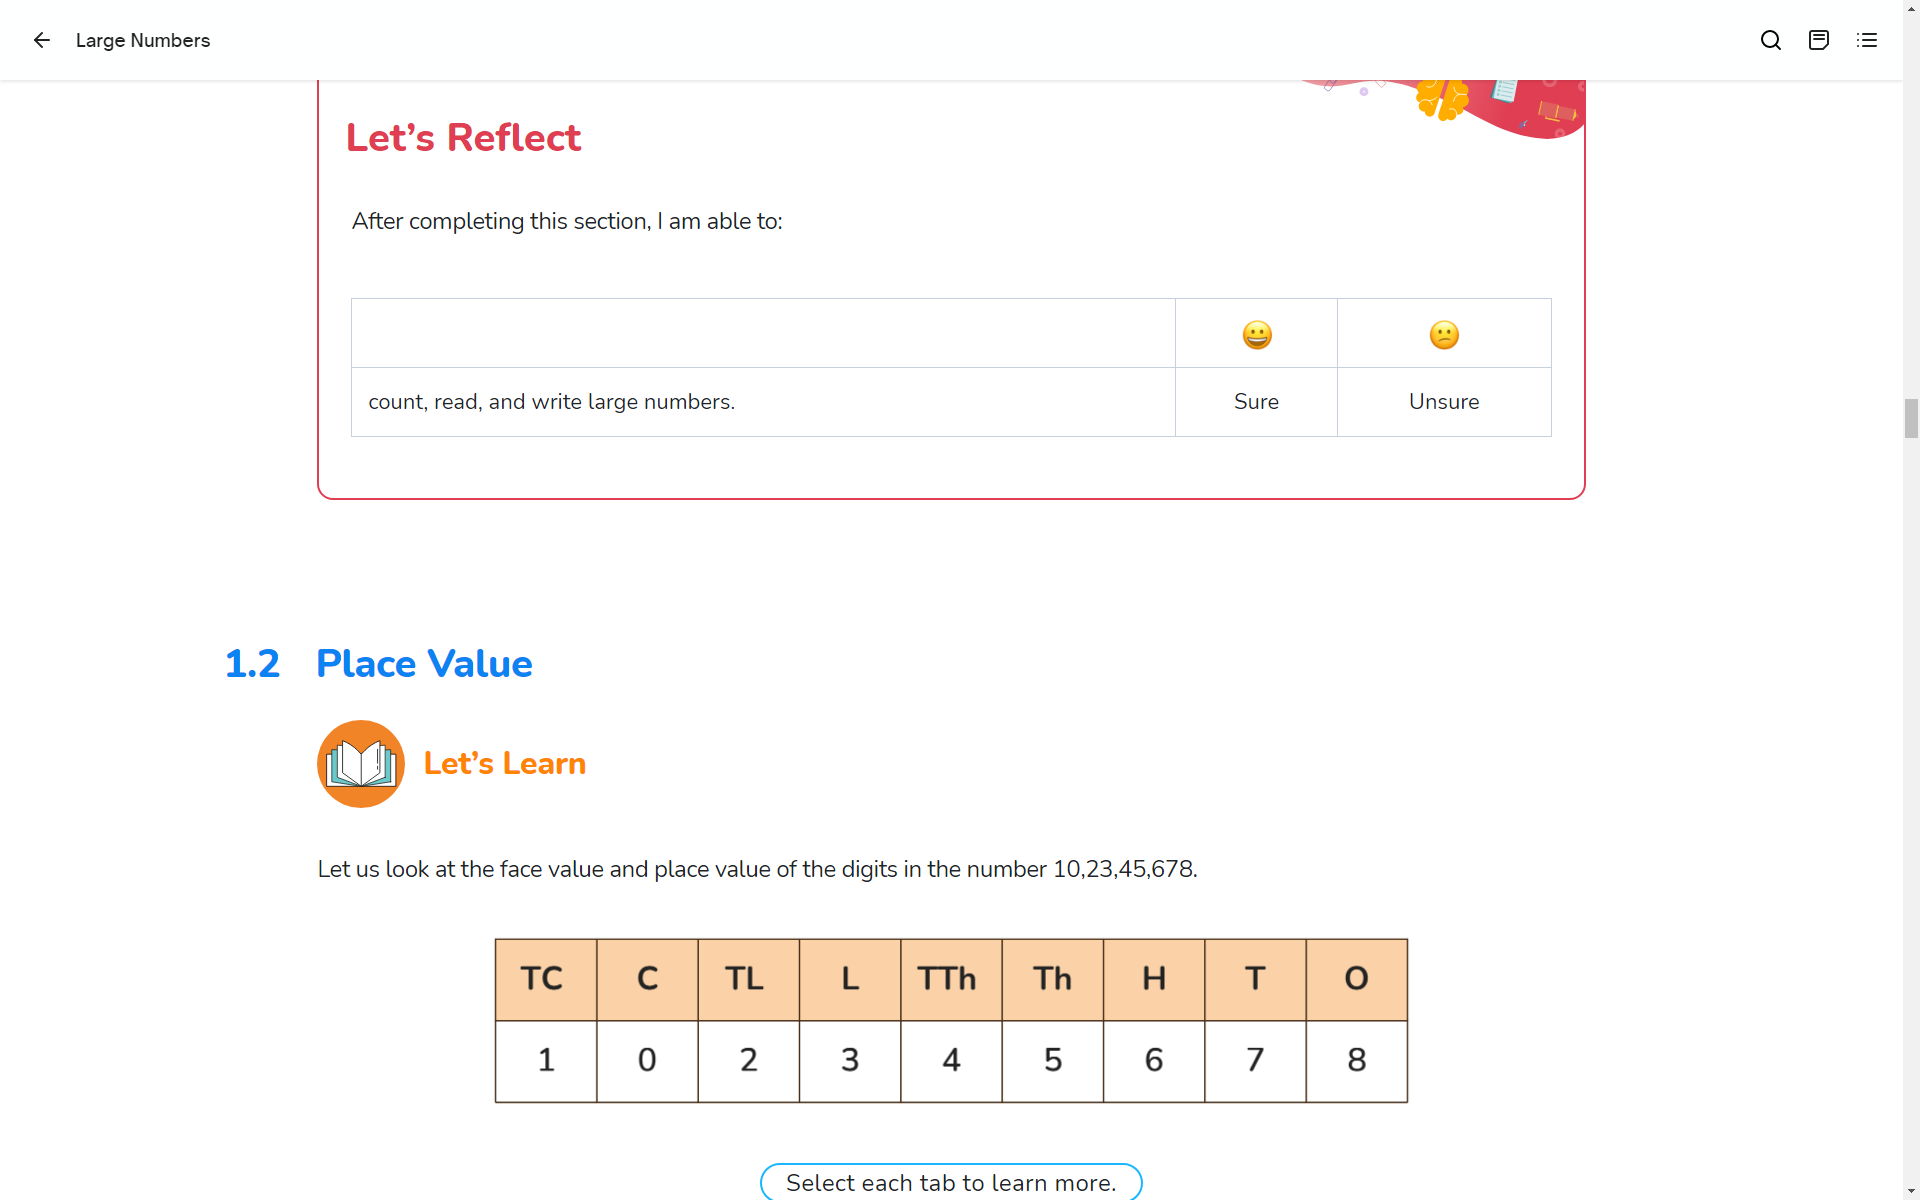 Large Numbers
Let’s Reflect
After completing this section, I am able to:
count, read, and write large numbers.
Sure
Unsure
1.2 Place Value
Let’s Learn
Let us look at the face value and place value of the digits in the number 10,23,45,678.
TC C TL L TTh Th H T O
1 0 2 3 4 5 6 7 8
Select each tab to learn more.